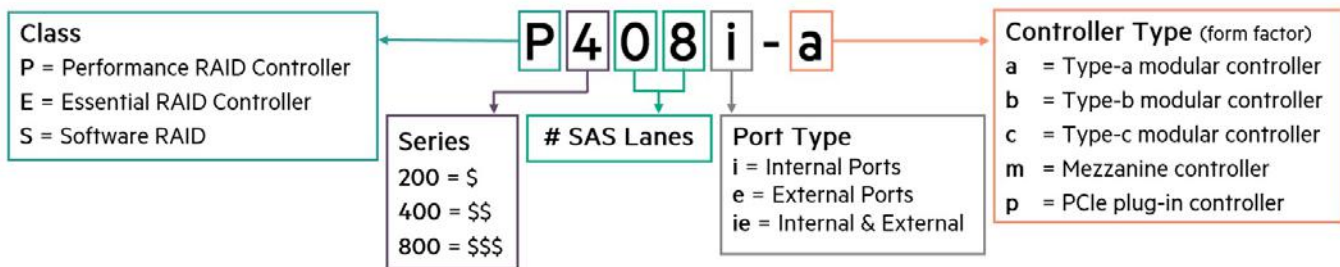 P408i-a
Class
P = Performance RAID Controller
E = Essential RAID Controller
S = Software RAID
Series
200 = $
400 = $$
800 = $$$
# SAS Lanes
Port Type
i = Internal Ports
e = External Ports
ie = Internal & External
Controller Type (form factor)
a = Type-a modular controller
b = Type-b modular controller
c = Type-c modular controller
m = Mezzanine controller
p = PCIe plug-in controller